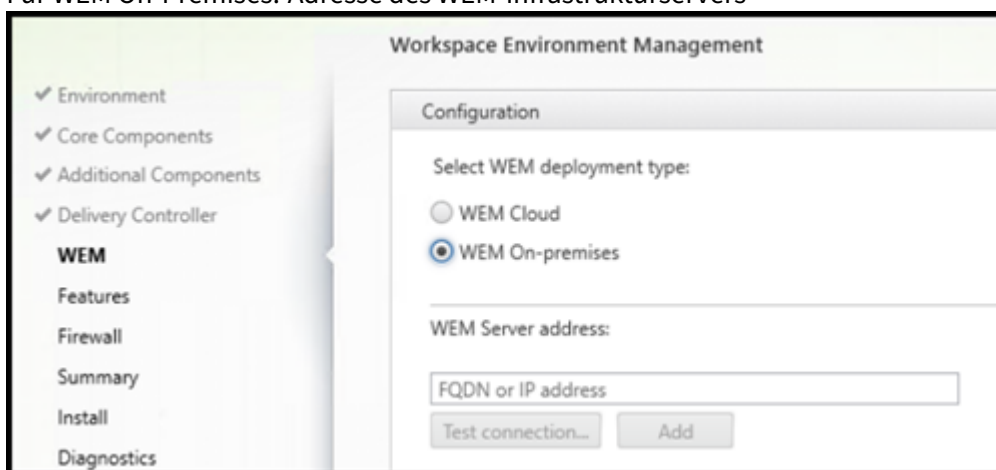 Für WEM On-Premises: Adresse des WEM-Infrastrukturservers
Workspace Environment Management
Environment
Core Components
Additional Components
Delivery Controller
WEM
Features
Firewall
Summary
Install
Diagnostics
Configuration
Select WEM deployment type:
WEM Cloud
WEM On-premises
WEM Server address:
FQDN or IP address
Test connection...
Add